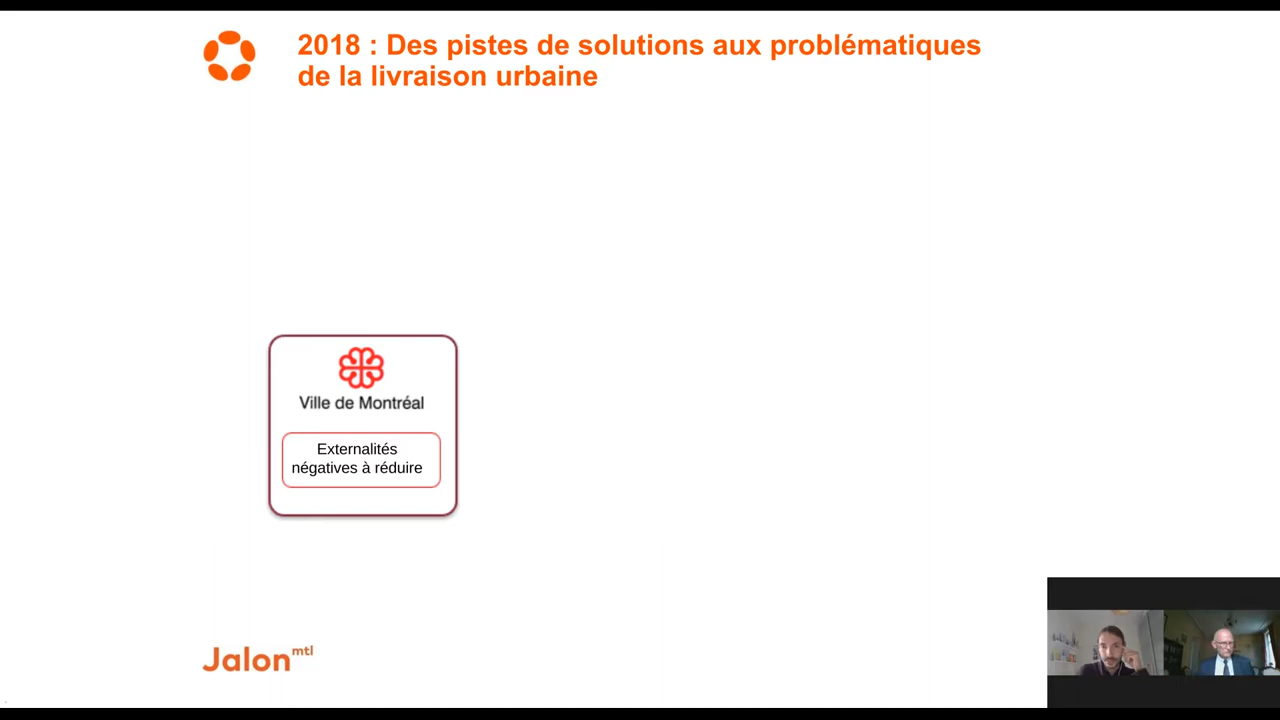 2018 : Des pistes de solutions aux problématiques
de la livraison urbaine
Ville de Montréal
Externalités
négatives à réduire
Jalon mtl